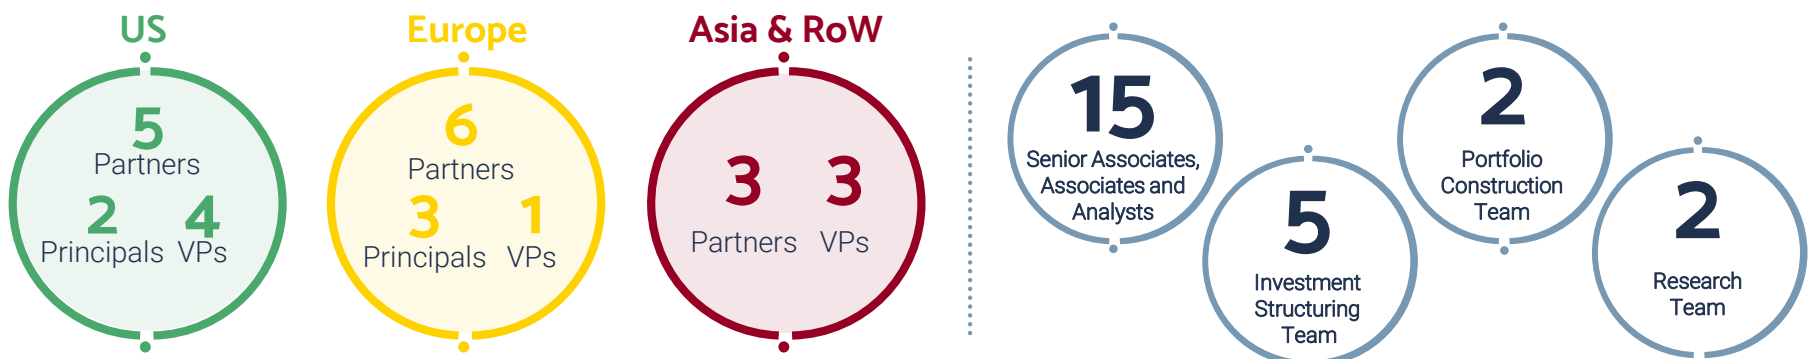 US
5
Partners
2 4
Principals VPs
Europe
6
Partners
3 1
Principals VPs
Asia & RoW
3 3
Partners VPs
15
Senior Associates,
Associates and
Analysts
5
Investment
Structuring
Team
2
Portfolio
Construction
Team
2
Research
Team